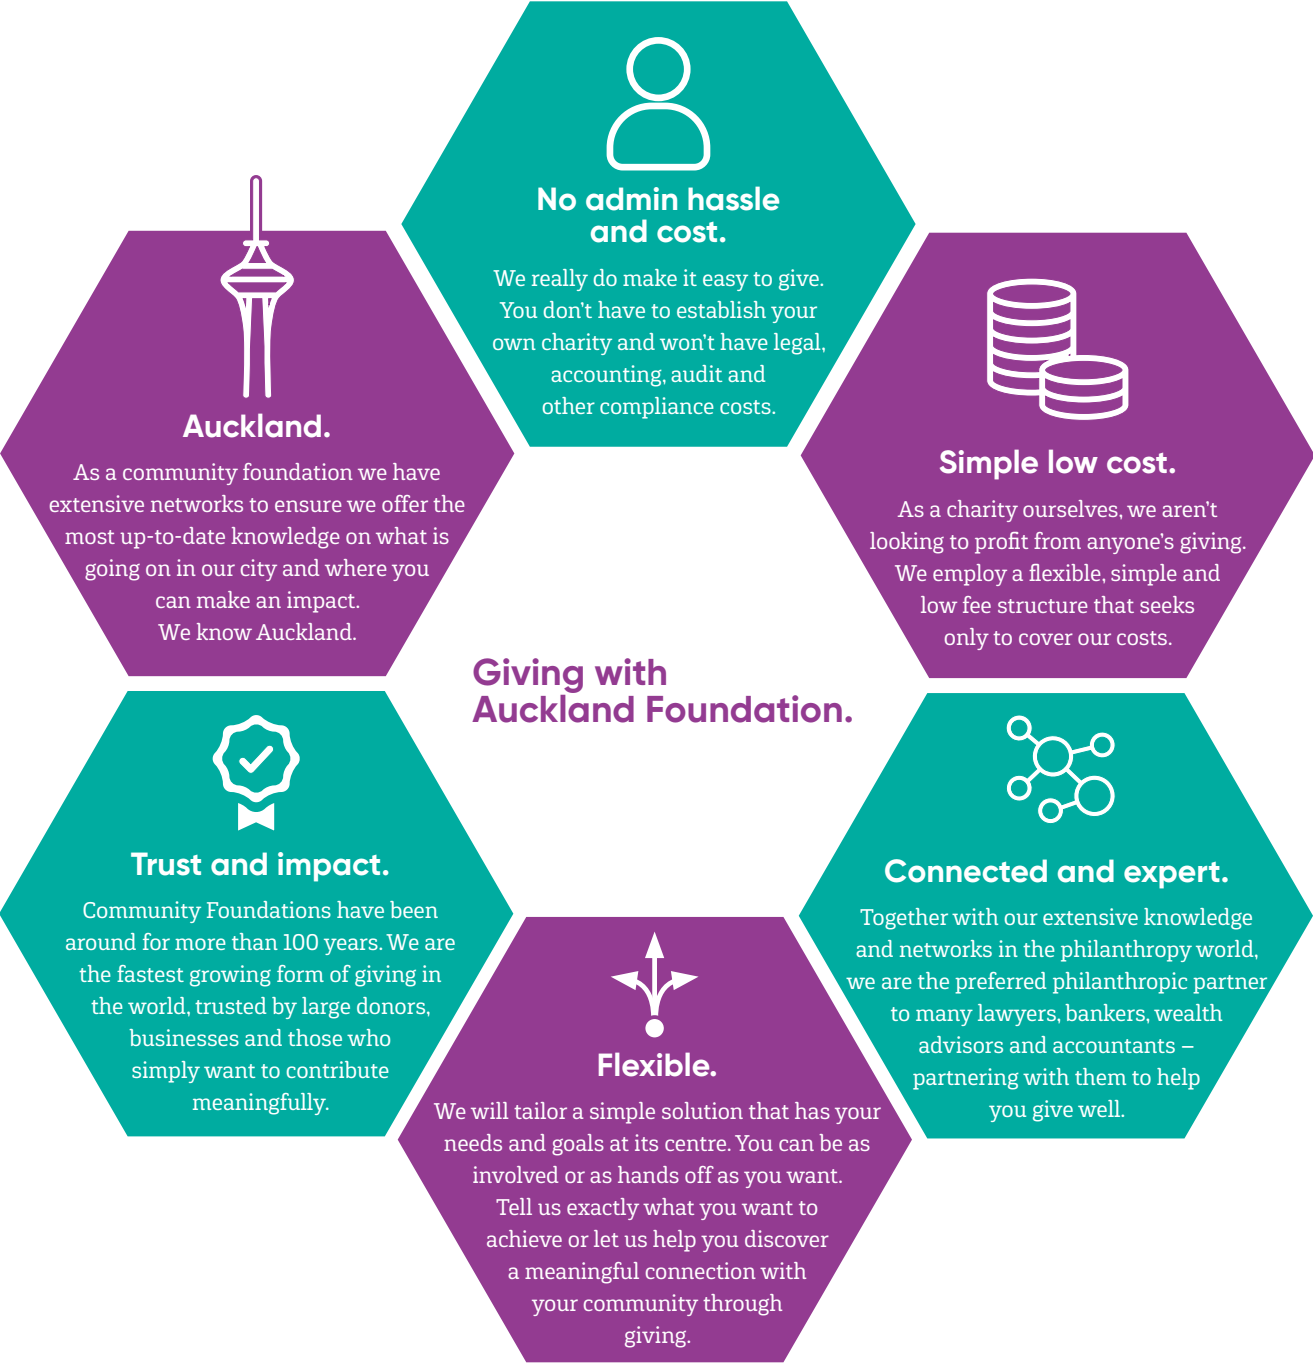 No admin hassle
and cost.
We really do make it easy to give.
You don't have to establish your
own charity and won't have legal,
accounting, audit and
other compliance costs.
Auckland.
As a community foundation we have
extensive networks to ensure we offer the
most up-to-date knowledge on what is
going on in our city and where you
can make an impact.
We know Auckland.
Simple low cost.
As a charity ourselves, we aren't
looking to profit from anyone's giving.
We employ a flexible, simple and
low fee structure that seeks
only to cover our costs.
Giving with
Auckland Foundation.
Trust and impact.
Community Foundations have been
around for more than 100 years. We are
the fastest growing form of giving in
the world, trusted by large donors,
businesses and those who
simply want to contribute
meaningfully.
Connected and expert.
Together with our extensive knowledge
and networks in the philanthropy world,
we are the preferred philanthropic partner
to many lawyers, bankers, wealth
advisors and accountants –
partnering with them to help
you give well.
Flexible.
We will tailor a simple solution that has your
needs and goals at its centre. You can be as
involved or as hands off as you want.
Tell us exactly what you want to
achieve or let us help you discover
a meaningful connection with
your community through
giving.